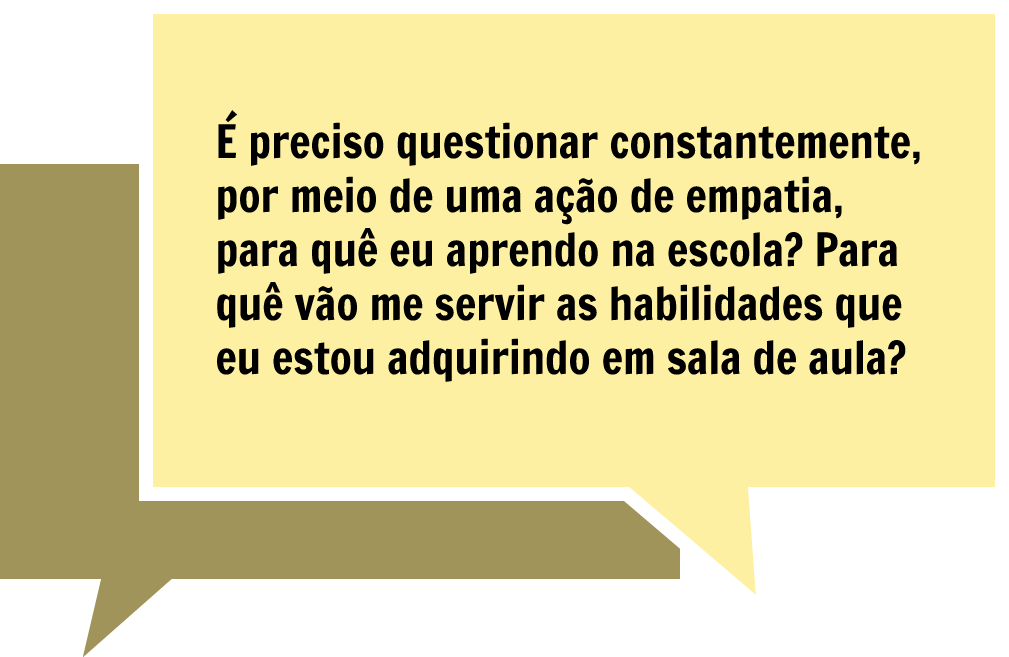 É preciso questionar constantemente,
por meio de uma ação de empatia,
para quê eu aprendo na escola? Para
quê vão me servir as habilidades que
eu estou adquirindo em sala de aula?